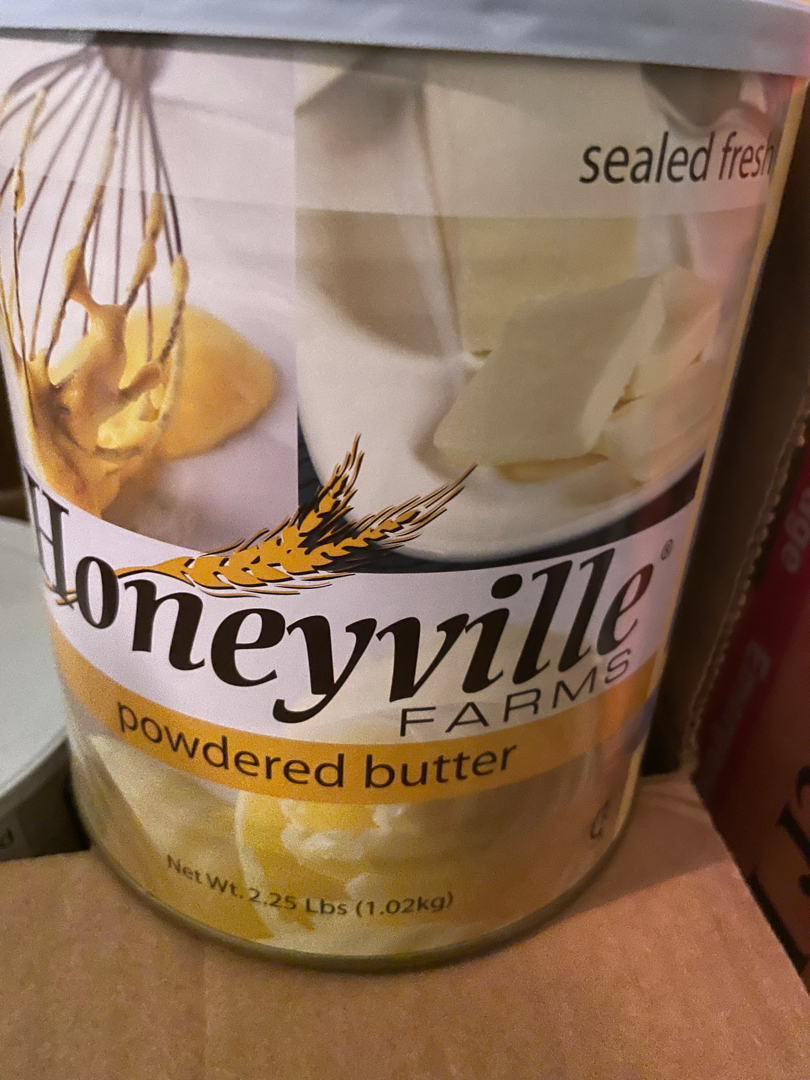 sealed fresh
Honeyville®
FARMS
powdered butter
Net Wt. 2.25 Lbs (1.02kg)